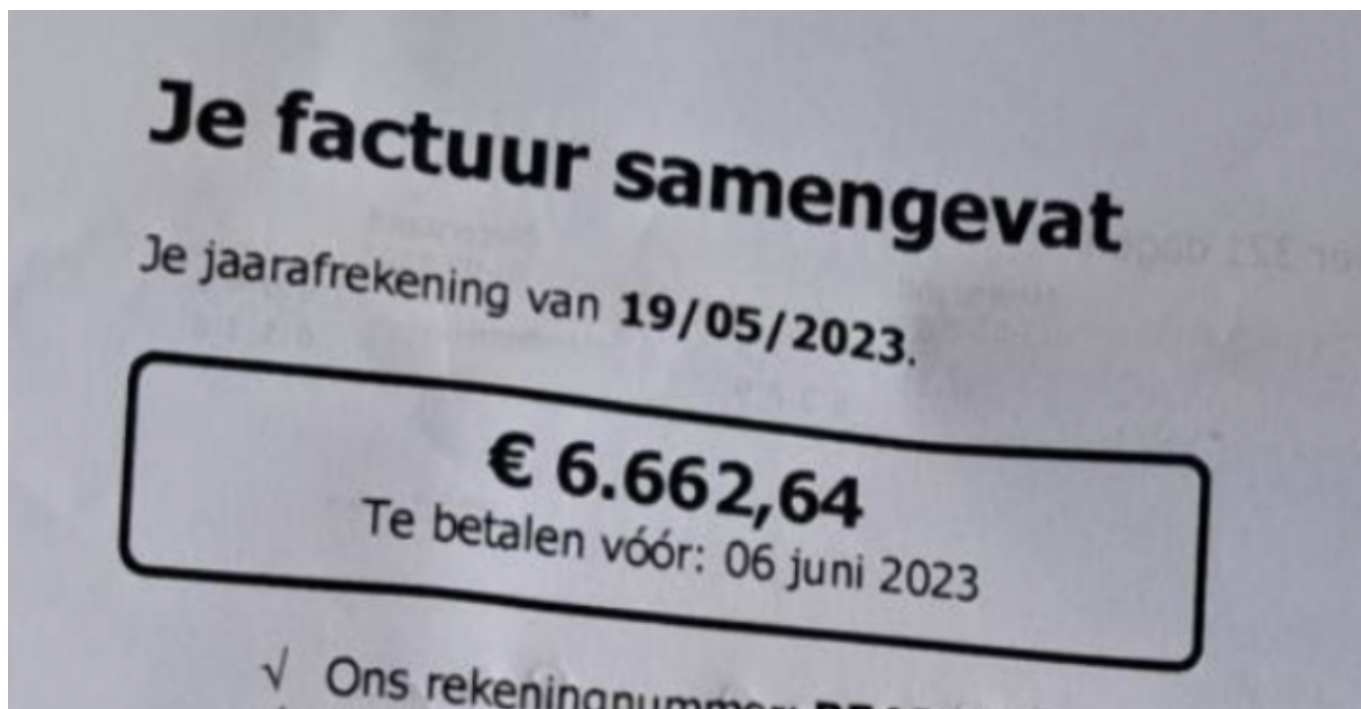 Je factuur samengevat
Je jaarafrekening van 19/05/2023.
€ 6.662,64
Te betalen vóór: 06 juni 2023
√ Ons rekeningnummer: